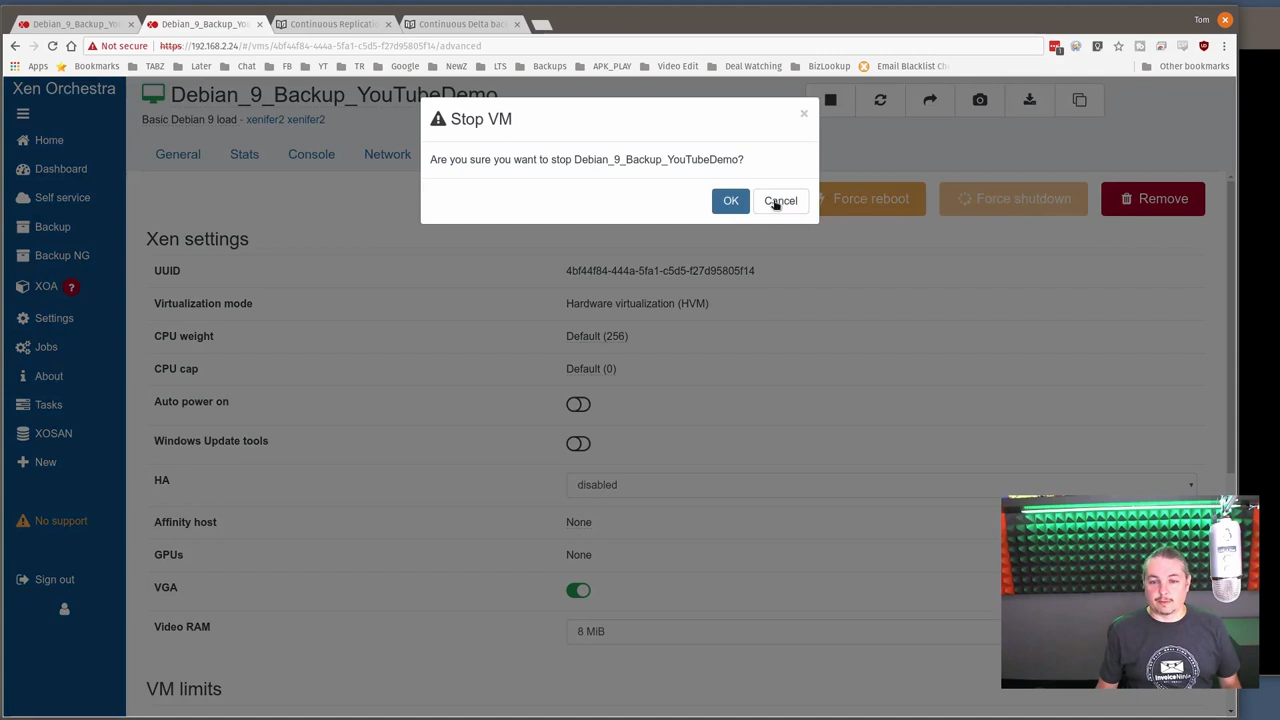 Debian_9_Backup_You
Debian_9_Backup_You
Continuous Replicatio
Continuous Delta back
Tom
Not secure
https://192.168.2.24/#/vms/4bf44f84-444a-5fa1-c5d5-f27d95805f14/advanced
Apps
Bookmarks
TABZ
Later
Chat
FB
YT
TR
Google
NewZ
LTS
Backups
APK_PLAY
Video Edit
Deal Watching
BizLookup
Email Blacklist Ch
Other bookmarks
Xen Orchestra
Home
Dashboard
Self service
Backup
Backup NG
XOA ?
Settings
Jobs
About
Tasks
XOSAN
New
No support
Sign out
Debian_9_Backup_YouTubeDemo
Basic Debian 9 load - xenifer2 xenifer2
General
Stats
Console
Network
Stop VM
×
Are you sure you want to stop Debian_9_Backup_YouTubeDemo?
OK
Cancel
Force reboot
Force shutdown
Remove
Xen settings
UUID
4bf44f84-444a-5fa1-c5d5-f27d95805f14
Virtualization mode
Hardware virtualization (HVM)
CPU weight
Default (256)
CPU cap
Default (0)
Auto power on
Windows Update tools
HA
disabled
Affinity host
None
GPUs
None
VGA
Video RAM
8 MiB
VM limits